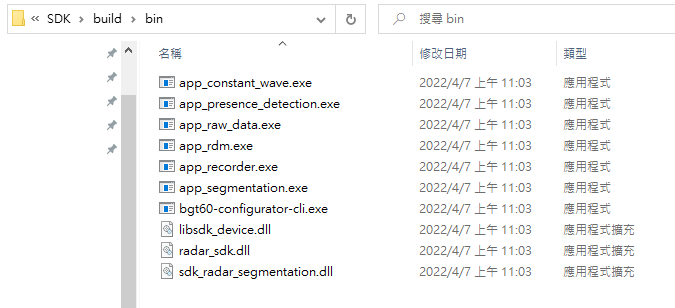 « SDK › build › bin 搜尋 bin
名稱 修改日期 類型
app_constant_wave.exe 2022/4/7 上午 11:03 應用程式
app_presence_detection.exe 2022/4/7 上午 11:03 應用程式
app_raw_data.exe 2022/4/7 上午 11:03 應用程式
app_rdm.exe 2022/4/7 上午 11:03 應用程式
app_recorder.exe 2022/4/7 上午 11:03 應用程式
app_segmentation.exe 2022/4/7 上午 11:03 應用程式
bgt60-configurator-cli.exe 2022/4/7 上午 11:03 應用程式
libsdk_device.dll 2022/4/7 上午 11:03 應用程式擴充
radar_sdk.dll 2022/4/7 上午 11:03 應用程式擴充
sdk_radar_segmentation.dll 2022/4/7 上午 11:03 應用程式擴充